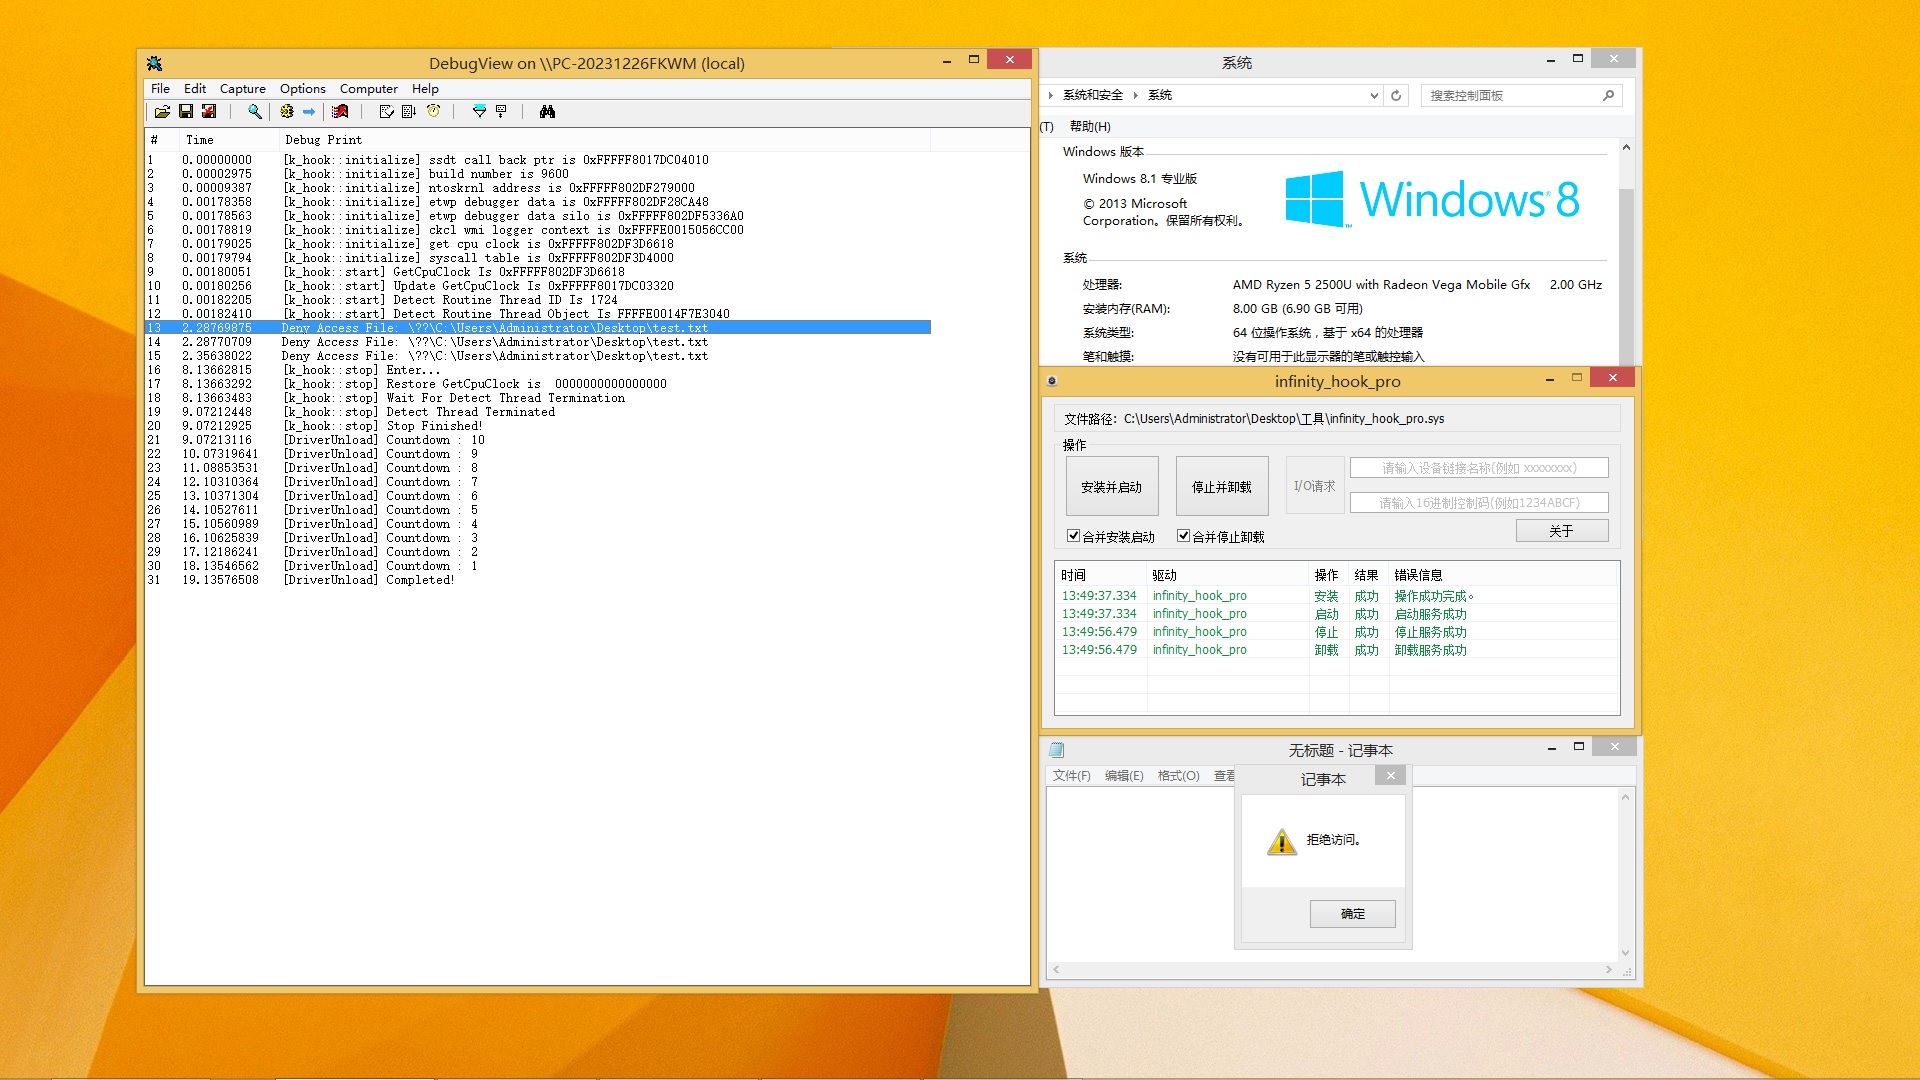 DebugView on \\PC-20231226FKWM (local)
File Edit Capture Options Computer Help
# Time Debug Print
1 0.00000000 [k_hook::initialize] ssdt call back ptr is 0xFFFFF8017DC04010
2 0.00002975 [k_hook::initialize] build number is 9600
3 0.00009387 [k_hook::initialize] ntoskrnl address is 0xFFFFF802DF279000
4 0.00178358 [k_hook::initialize] etwp debugger data is 0xFFFFF802DF28CA48
5 0.00178563 [k_hook::initialize] etwp debugger data silo is 0xFFFFF802DF5336A0
6 0.00178819 [k_hook::initialize] ckcl wmi logger context is 0xFFFFE0015056CC00
7 0.00179025 [k_hook::initialize] get cpu clock is 0xFFFFF802DF3D6618
8 0.00179794 [k_hook::initialize] syscall table is 0xFFFFF802DF3D4000
9 0.00180051 [k_hook::start] GetCpuClock Is 0xFFFFF802DF3D6618
10 0.00180256 [k_hook::start] Update GetCpuClock Is 0xFFFFF8017DC03320
11 0.00182205 [k_hook::start] Detect Routine Thread ID Is 1724
12 0.00182410 [k_hook::start] Detect Routine Thread Object Is FFFFE0014F7E3040
13 2.28769875 Deny Access File: \??\C:\Users\Administrator\Desktop\test.txt
14 2.28770709 Deny Access File: \??\C:\Users\Administrator\Desktop\test.txt
15 2.35638022 Deny Access File: \??\C:\Users\Administrator\Desktop\test.txt
16 8.13662815 [k_hook::stop] Enter...
17 8.13663292 [k_hook::stop] Restore GetCpuClock is 0000000000000000
18 8.13663483 [k_hook::stop] Wait For Detect Thread Termination
19 9.07212448 [k_hook::stop] Detect Thread Terminated
20 9.07212925 [k_hook::stop] Stop Finished!
21 9.07213116 [DriverUnload] Countdown : 10
22 10.07319641 [DriverUnload] Countdown : 9
23 11.08853531 [DriverUnload] Countdown : 8
24 12.10310364 [DriverUnload] Countdown : 7
25 13.10371304 [DriverUnload] Countdown : 6
26 14.10527611 [DriverUnload] Countdown : 5
27 15.10560989 [DriverUnload] Countdown : 4
28 16.10625839 [DriverUnload] Countdown : 3
29 17.12186241 [DriverUnload] Countdown : 2
30 18.13546562 [DriverUnload] Countdown : 1
31 19.13576508 [DriverUnload] Completed!
系统
系统和安全 系统 搜索控制面板
(T) 帮助(H)
Windows 版本
Windows 8.1 专业版
© 2013 Microsoft
Corporation。保留所有权利。
Windows 8
系统
处理器: AMD Ryzen 5 2500U with Radeon Vega Mobile Gfx 2.00 GHz
安装内存(RAM): 8.00 GB (6.90 GB 可用)
系统类型: 64 位操作系统，基于 x64 的处理器
笔和触摸: 没有可用于此显示器的笔或触控输入
infinity_hook_pro
文件路径: C:\Users\Administrator\Desktop\工具\infinity_hook_pro.sys
操作
安装并启动 停止并卸载 I/O请求 请输入设备链接名称(例如 xxxxxxxx)
请输入16进制控制码(例如1234ABCF)
合并安装启动 合并停止卸载 关于
时间 驱动 操作 结果 错误信息
13:49:37.334 infinity_hook_pro 安装 成功 操作成功完成。
13:49:37.334 infinity_hook_pro 启动 成功 启动服务成功
13:49:56.479 infinity_hook_pro 停止 成功 停止服务成功
13:49:56.479 infinity_hook_pro 卸载 成功 卸载服务成功
无标题 - 记事本
文件(F) 编辑(E) 格式(O) 查看
记事本
拒绝访问。
确定